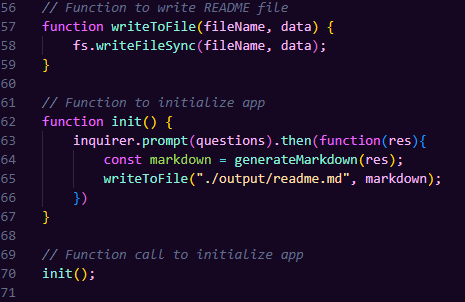 56 // Function to write README file
57 function writeToFile(fileName, data) {
58     fs.writeFileSync(fileName, data);
59 }
60
61 // Function to initialize app
62 function init() {
63     inquirer.prompt(questions).then(function(res){
64         const markdown = generateMarkdown(res);
65         writeToFile("./output/readme.md", markdown);
66     })
67 }
68
69 // Function call to initialize app
70 init();
71